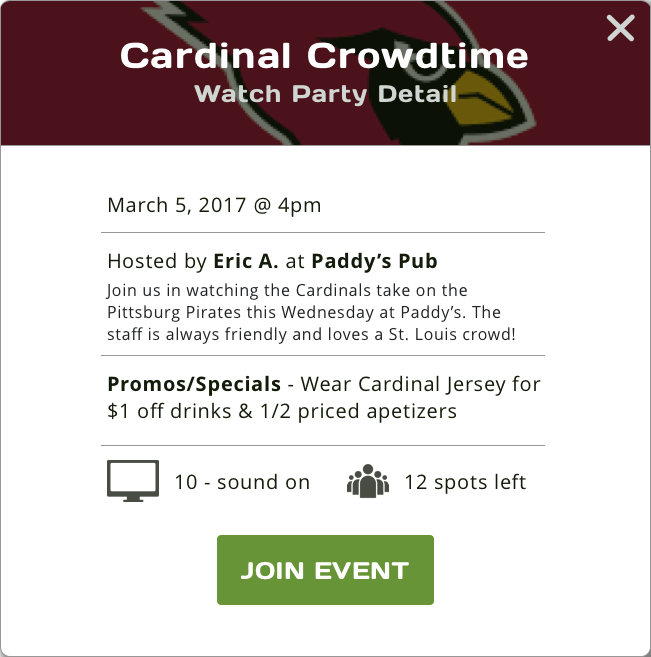 Cardinal Crowdtime
Watch Party Detail
March 5, 2017 @ 4pm
Hosted by Eric A. at Paddy’s Pub
Join us in watching the Cardinals take on the
Pittsburg Pirates this Wednesday at Paddy’s. The
staff is always friendly and loves a St. Louis crowd!
Promos/Specials - Wear Cardinal Jersey for
$1 off drinks & 1/2 priced apetizers
10 - sound on
12 spots left
JOIN EVENT